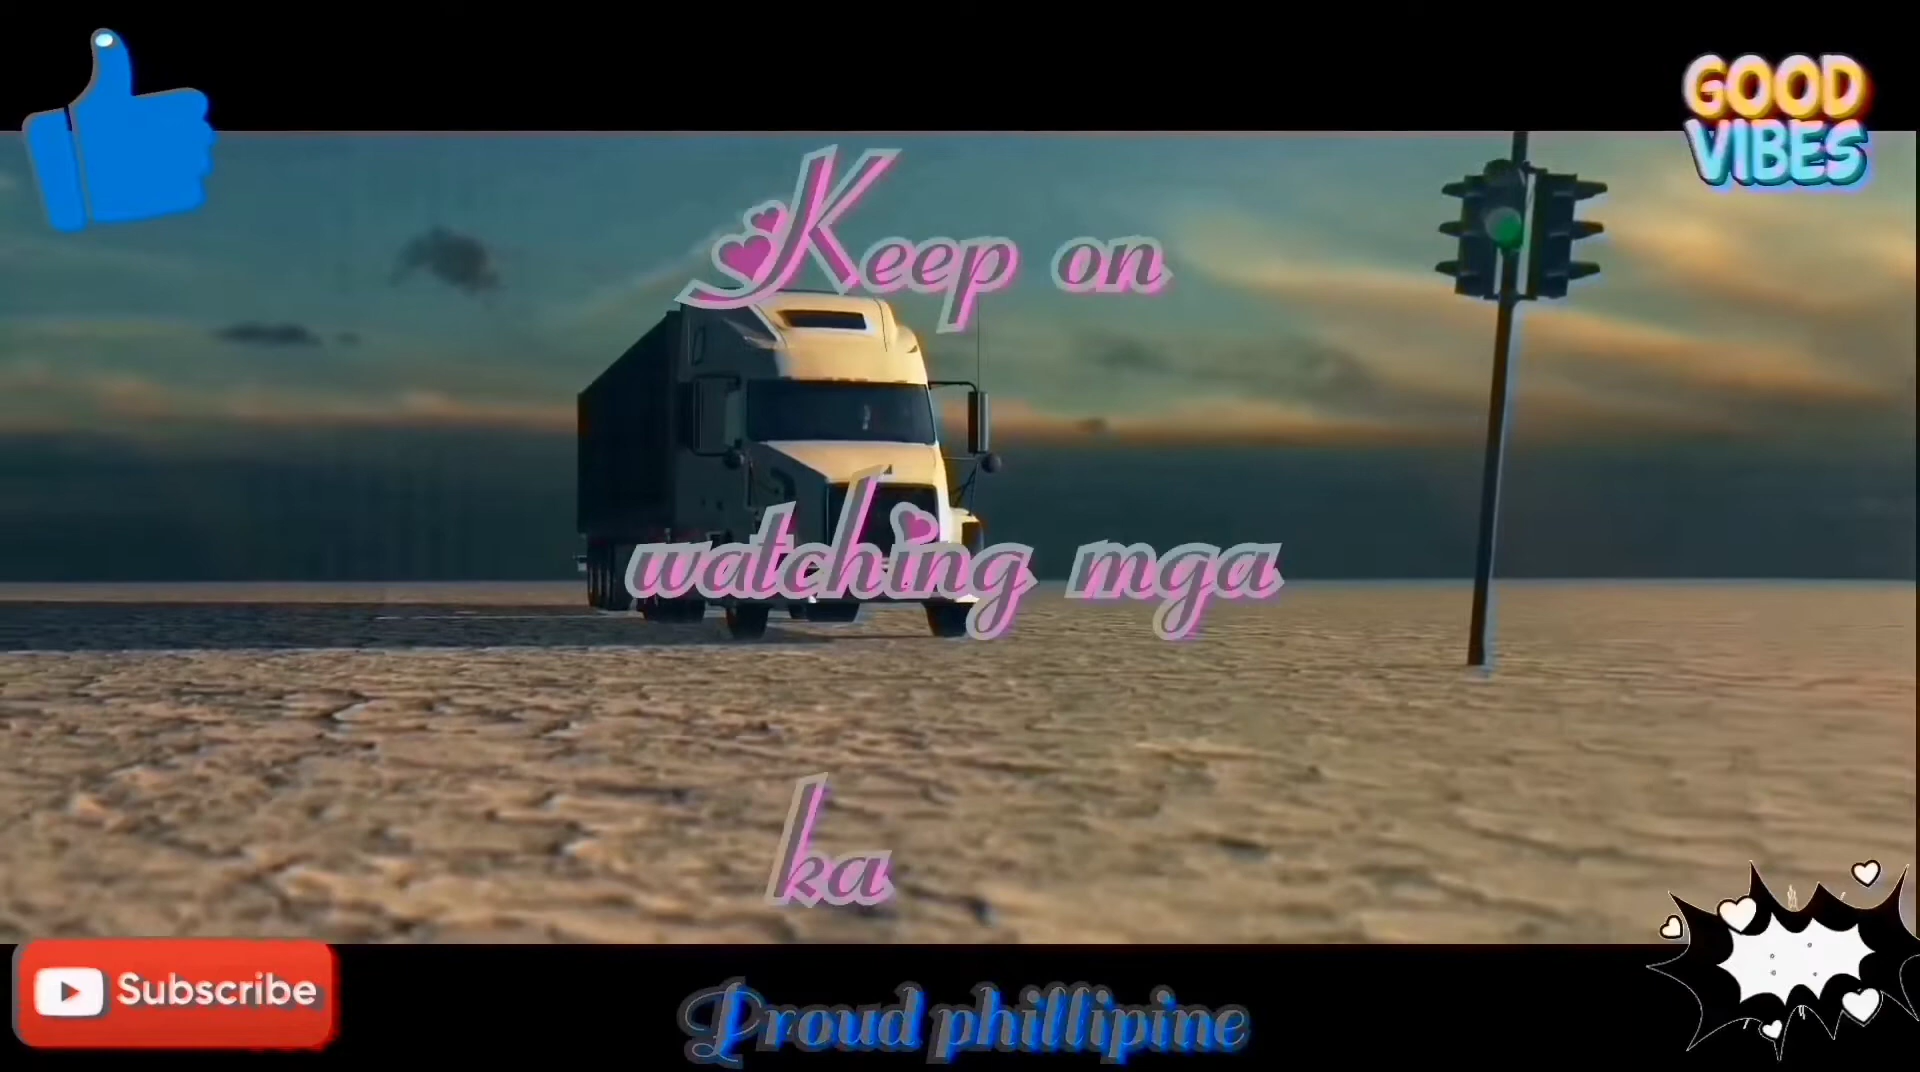 GOOD
VIBES
Keep on
watching mga
ka
Subscribe
Proud phillipine